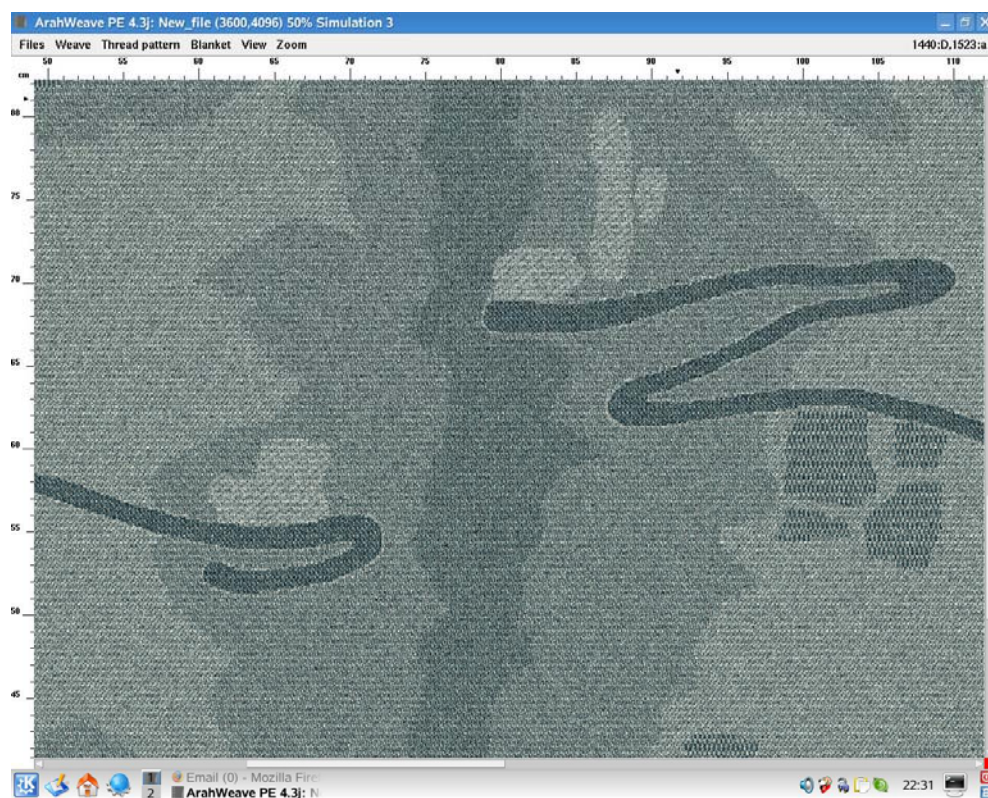 ArahWeave PE 4.3j: New_file (3600,4096) 50% Simulation 3
Files Weave Thread pattern Blanket View Zoom 1440:D,1523:a
cm 50 55 60 65 70 75 80 85 90 95 100 105 110
80
75
70
65
60
55
50
45
1 Email (0) - Mozilla Fire
2 ArahWeave PE 4.3j: N
22:31